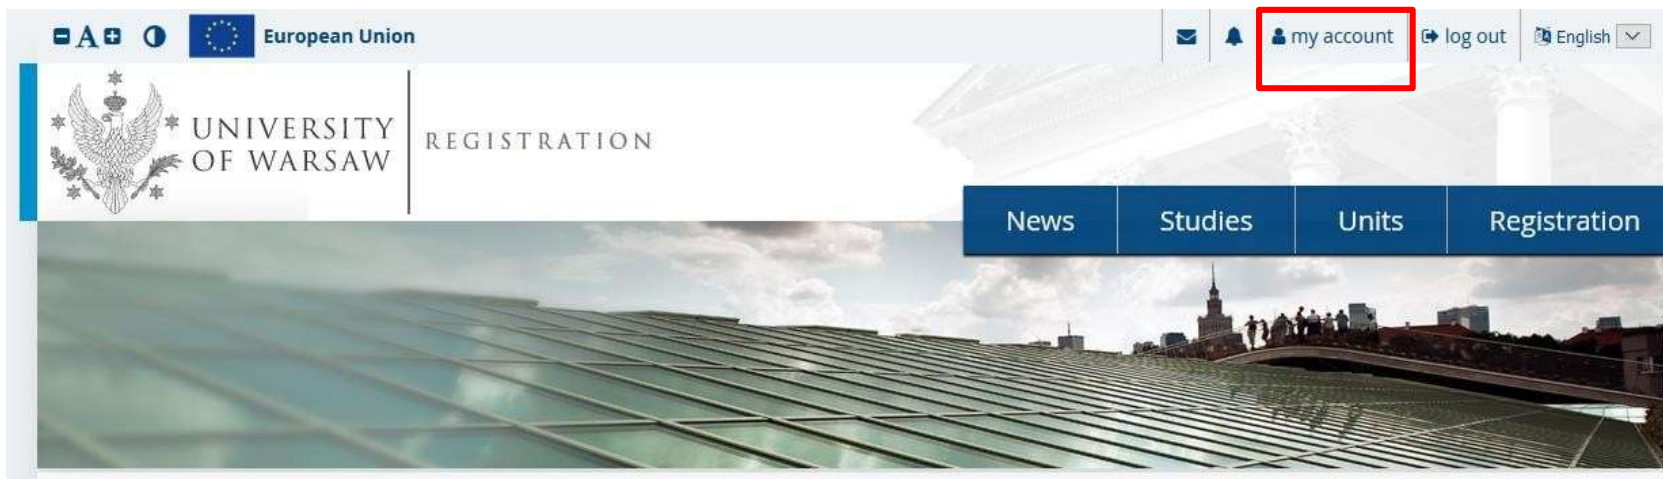 A European Union my account log out English
UNIVERSITY
OF WARSAW
REGISTRATION
News Studies Units Registration